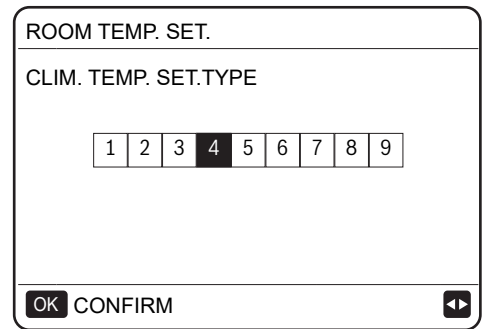 ROOM TEMP. SET.
CLIM. TEMP. SET.TYPE
1 2 3 4 5 6 7 8 9
OK CONFIRM